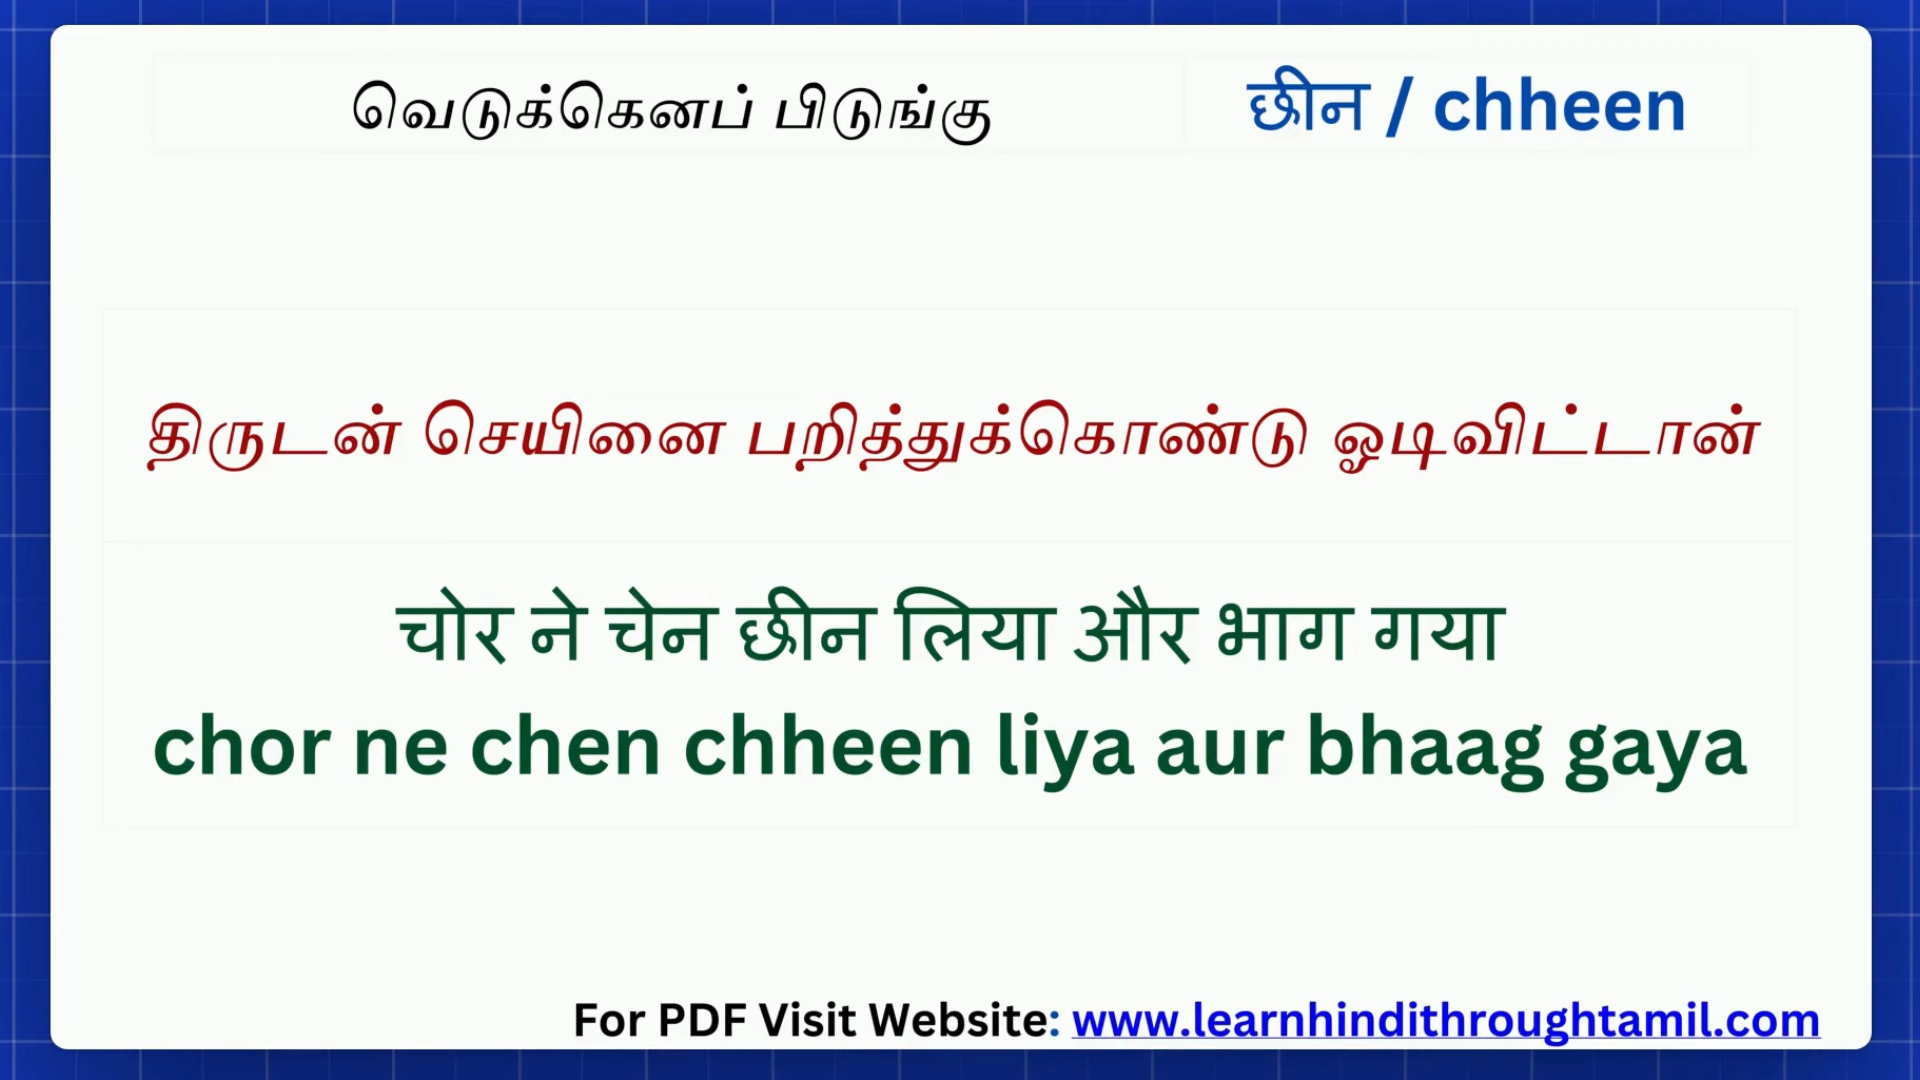 வெடுக்கெனப் பிடுங்கு
छीन / chheen
திருடன் செயினை பறித்துக்கொண்டு ஓடிவிட்டான்
चोर ने चेन छीन लिया और भाग गया
chor ne chen chheen liya aur bhaag gaya
For PDF Visit Website: www.learnhindithroughtamil.com